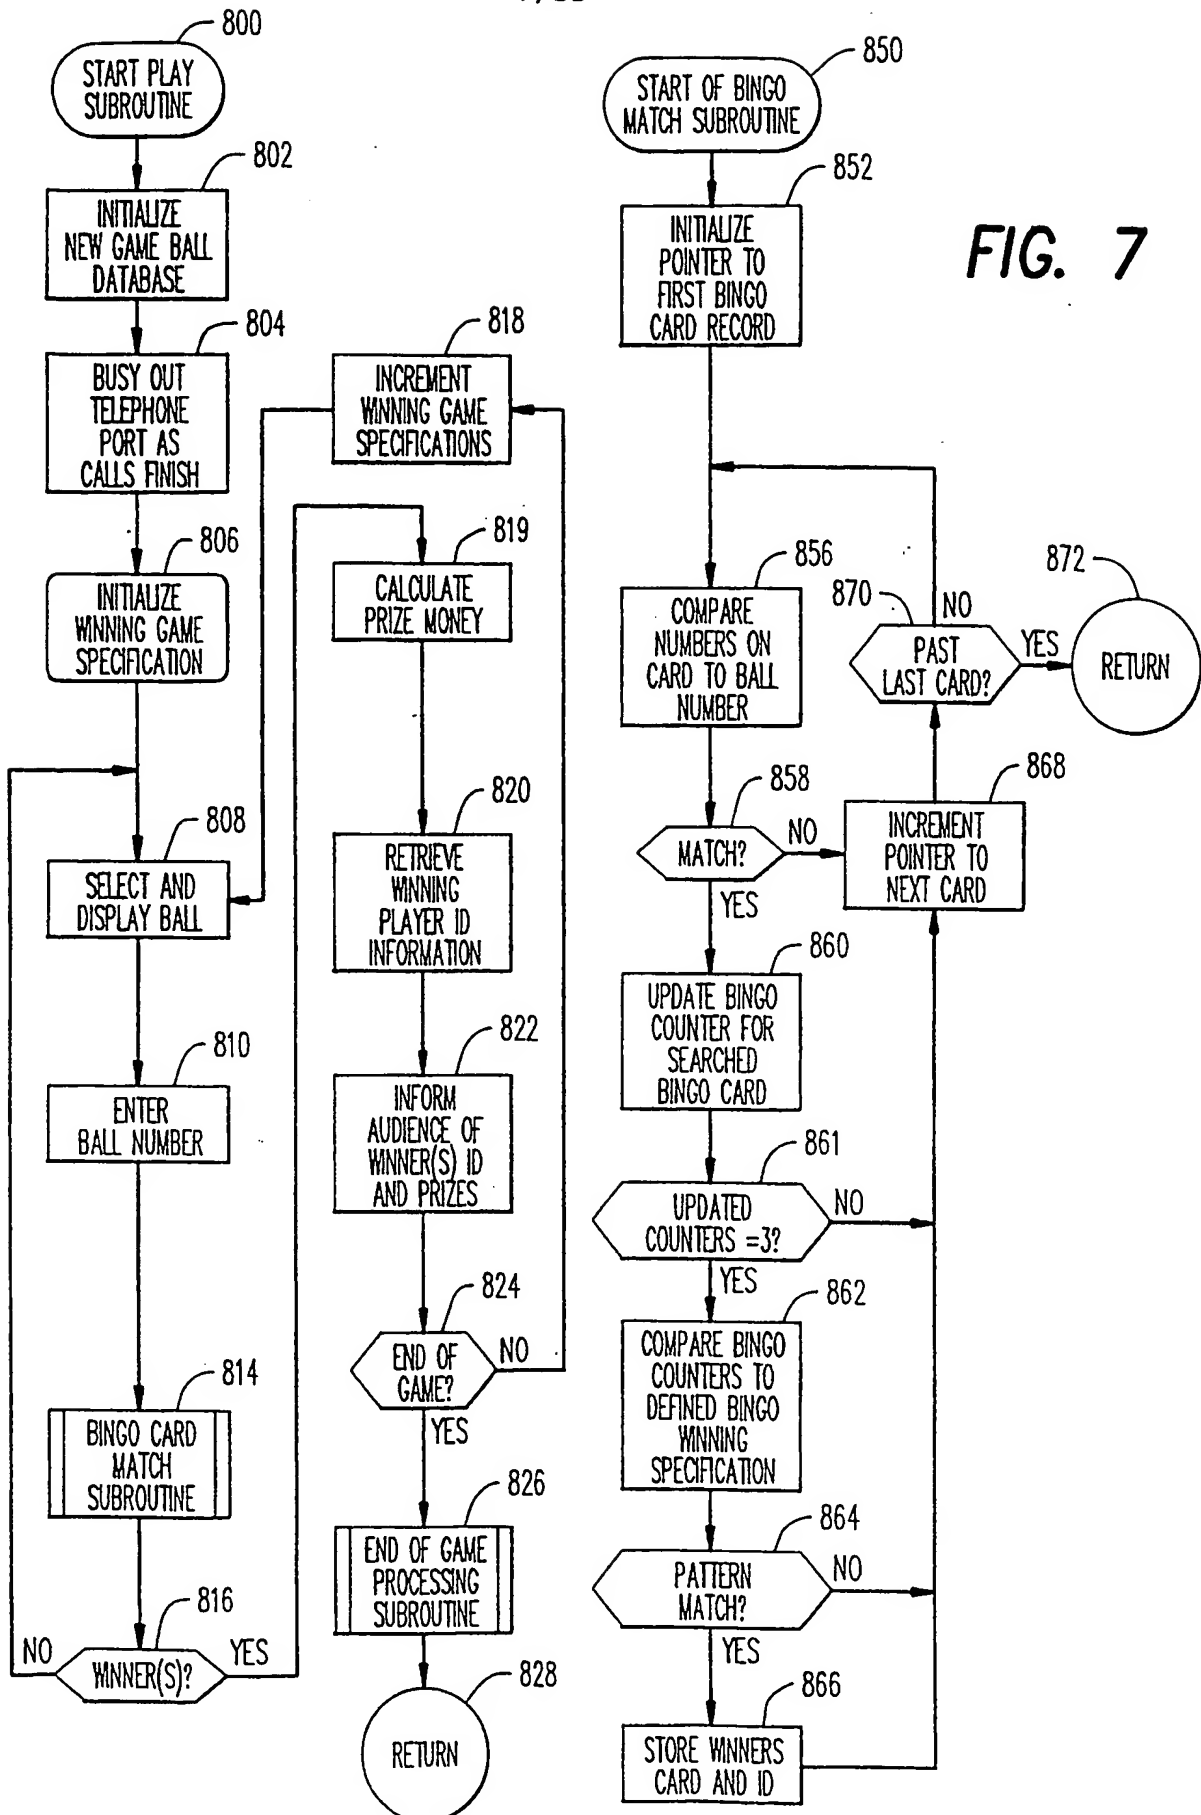 800
START PLAY
SUBROUTINE
802
INITIALIZE
NEW GAME BALL
DATABASE
804
BUSY OUT
TELEPHONE
PORT AS
CALLS FINISH
806
INITIALIZE
WINNING GAME
SPECIFICATION
808
SELECT AND
DISPLAY BALL
810
ENTER
BALL NUMBER
814
BINGO CARD
MATCH
SUBROUTINE
816
NO
WINNER(S)?
YES
818
INCREMENT
WINNING GAME
SPECIFICATIONS
819
CALCULATE
PRIZE MONEY
820
RETRIEVE
WINNING
PLAYER ID
INFORMATION
822
INFORM
AUDIENCE OF
WINNER(S) ID
AND PRIZES
824
END OF
GAME?
NO
YES
826
END OF GAME
PROCESSING
SUBROUTINE
828
RETURN
850
START OF BINGO
MATCH SUBROUTINE
852
INITIALIZE
POINTER TO
FIRST BINGO
CARD RECORD
FIG. 7
856
COMPARE
NUMBERS ON
CARD TO BALL
NUMBER
858
MATCH?
NO
YES
860
UPDATE BINGO
COUNTER FOR
SEARCHED
BINGO CARD
861
UPDATED
COUNTERS =3?
NO
YES
862
COMPARE BINGO
COUNTERS TO
DEFINED BINGO
WINNING
SPECIFICATION
864
PATTERN
MATCH?
NO
YES
866
STORE WINNERS
CARD AND ID
868
INCREMENT
POINTER TO
NEXT CARD
870
PAST
LAST CARD?
NO
YES
872
RETURN